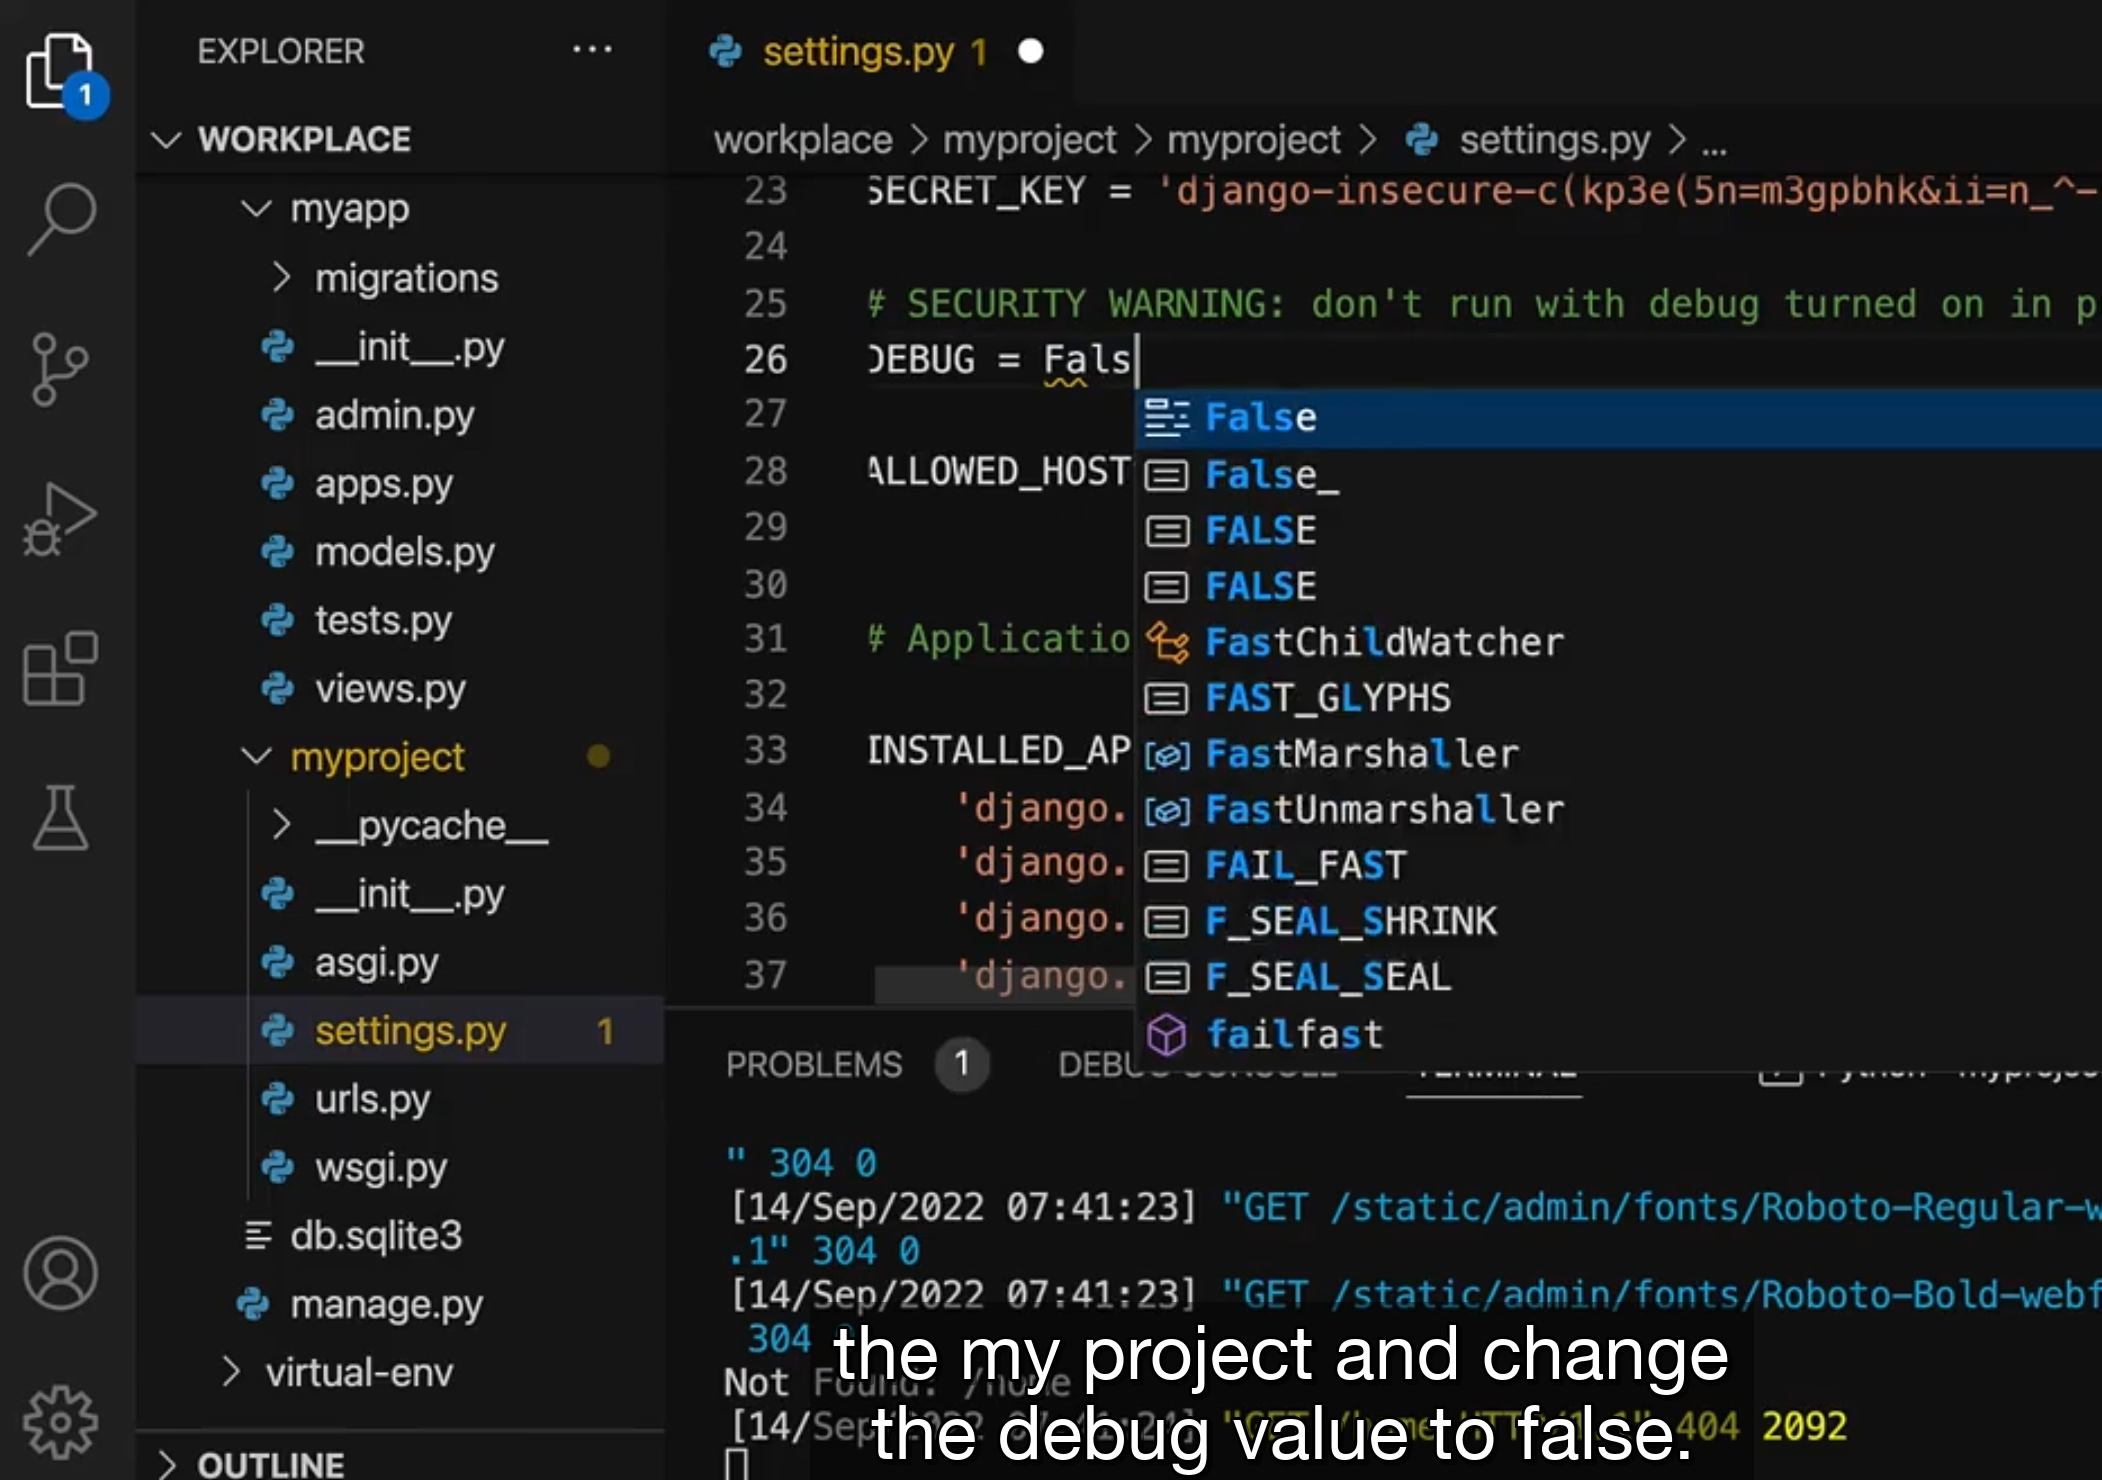 EXPLORER
...
1
WORKPLACE
myapp
migrations
__init__.py
admin.py
apps.py
models.py
tests.py
views.py
myproject
__pycache__
__init__.py
asgi.py
settings.py 1
urls.py
wsgi.py
db.sqlite3
manage.py
virtual-env
OUTLINE
settings.py 1
workplace > myproject > myproject > settings.py > ...
23 SECRET_KEY = 'django-insecure-c(kp3e(5n=m3gpbhk&ii=n_^-
24
25 # SECURITY WARNING: don't run with debug turned on in p
26 DEBUG = Fals
27
28 ALLOWED_HOST
29
30
31 # Applicatio
32
33 INSTALLED_AP
34 'django.
35 'django.
36 'django.
37 'django.
False
False_
FALSE
FALSE
FastChildWatcher
FAST_GLYPHS
FastMarshaller
FastUnmarshaller
FAIL_FAST
F_SEAL_SHRINK
F_SEAL_SEAL
failfast
PROBLEMS 1 DEBUG CONSOLE TERMINAL Python - myprojec
" 304 0
[14/Sep/2022 07:41:23] "GET /static/admin/fonts/Roboto-Regular-w
.1" 304 0
[14/Sep/2022 07:41:23] "GET /static/admin/fonts/Roboto-Bold-webf
304
Not Found: /home
[14/Sep 404 2092
the my project and change
the debug value to false.